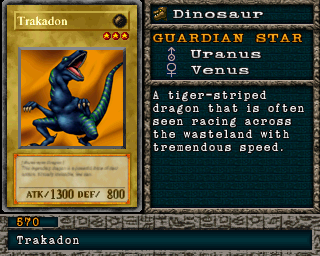 Trakadon
ATK/1300 DEF/ 800
Dinosaur
GUARDIAN STAR
Uranus
Venus
A tiger-striped
dragon that is often
seen racing across
the wasteland with
tremendous speed.
570
Trakadon